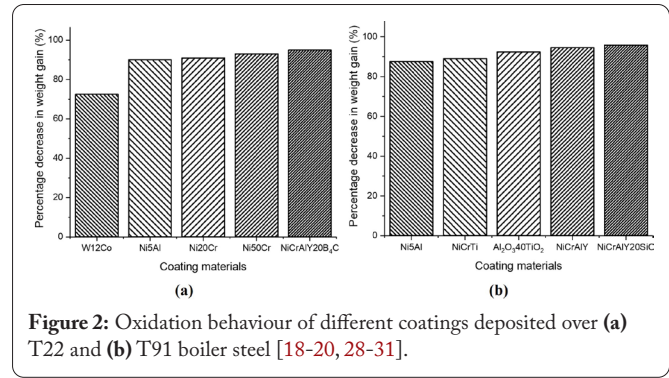 Percentage decrease in weight gain (%)
100
80
60
40
20
0
W12Co Ni5Al Ni20Cr Ni50Cr NiCrAlY20B₄C
Coating materials
(a)
Percentage decrease in weight gain (%)
100
80
60
40
20
0
Ni5Al NiCrTi Al₂O₃40TiO₂ NiCrAlY NiCrAlY20SiC
Coating materials
(b)
Figure 2: Oxidation behaviour of different coatings deposited over (a)
T22 and (b) T91 boiler steel [18-20, 28-31].